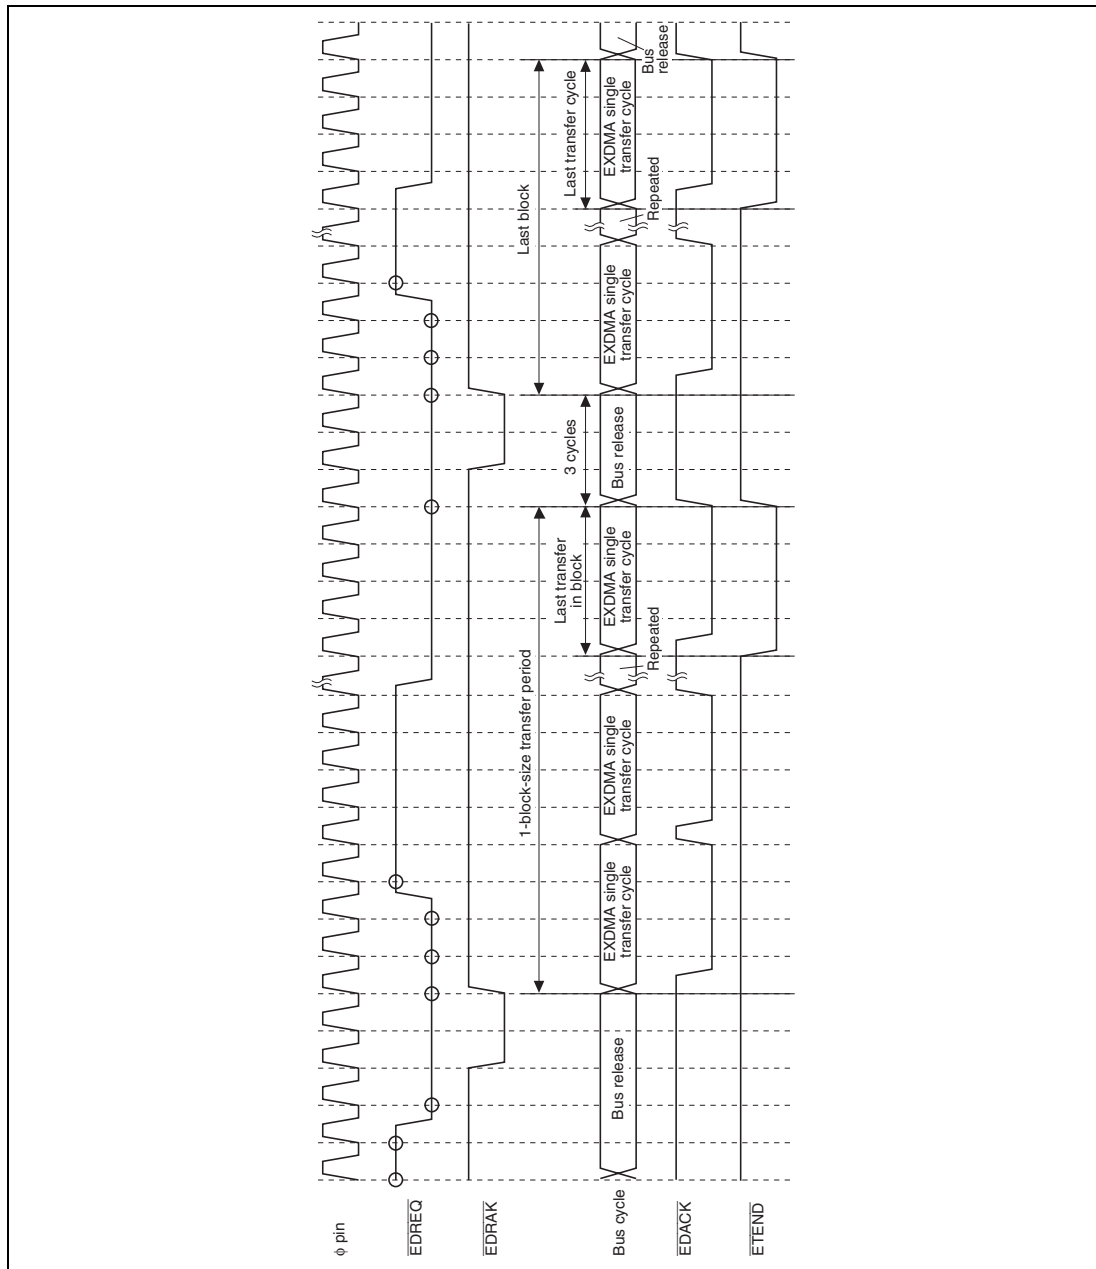 φ pin
EDREQ
EDRAK
1-block-size transfer period
Last block
Last transfer
in block
3 cycles
Last transfer cycle
Bus cycle
Bus release
EXDMA single
transfer cycle
EXDMA single
transfer cycle
Repeated
EXDMA single
transfer cycle
Bus release
EXDMA single
transfer cycle
Repeated
EXDMA single
transfer cycle
Bus
release
EDACK
ETEND